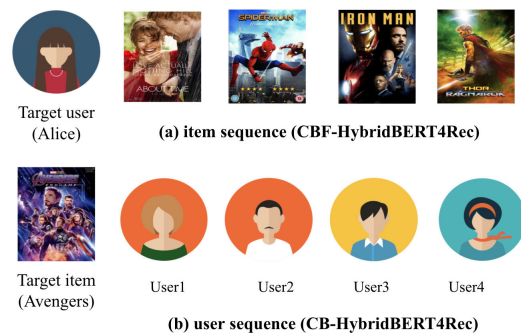 ABOUT TIME
SPIDER-MAN
IRON MAN
THOR
RAGNAROK
Target user
(Alice)
(a) item sequence (CBF-HybridBERT4Rec)
AVENGERS
Target item
(Avengers)
User1
User2
User3
User4
(b) user sequence (CB-HybridBERT4Rec)